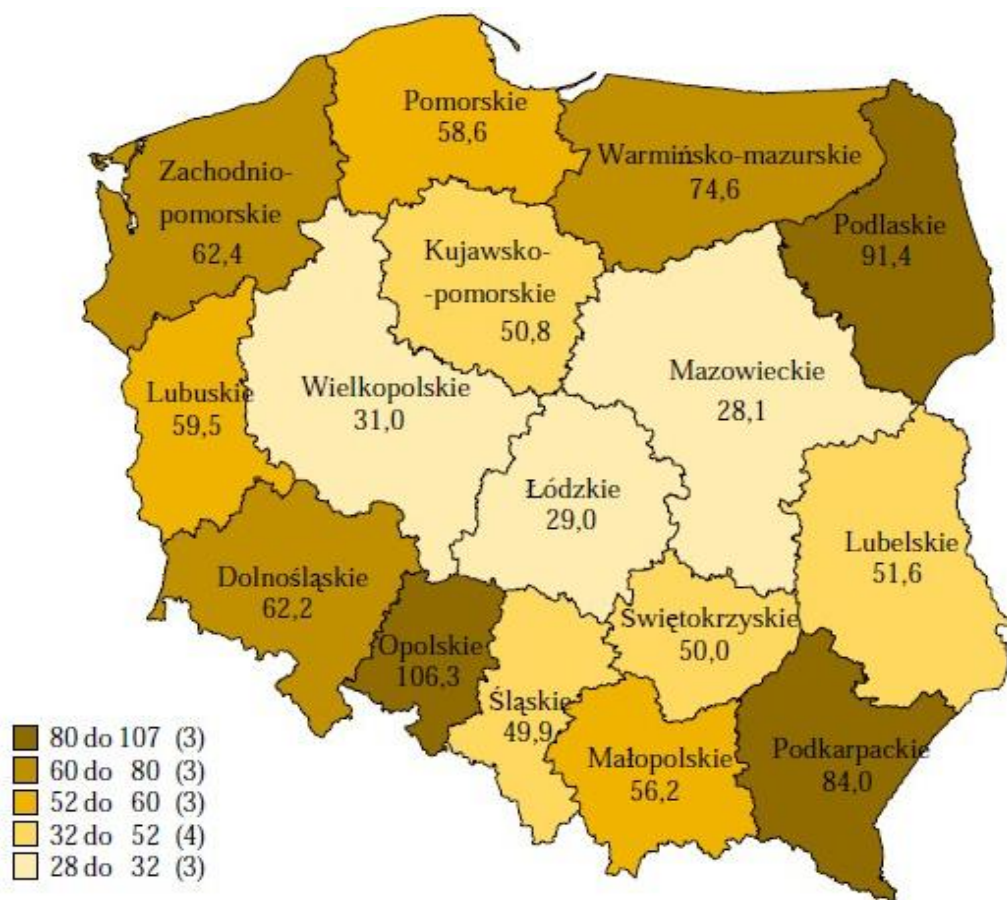 Pomorskie
58,6
Warmińsko-mazurskie
74,6
Zachodnio-
pomorskie
62,4
Podlaskie
91,4
Kujawsko-
-pomorskie
50,8
Mazowieckie
28,1
Lubuskie
59,5
Wielkopolskie
31,0
Łódzkie
29,0
Lubelskie
51,6
Dolnośląskie
62,2
Świętokrzyskie
50,0
Opolskie
106,3
Śląskie
49,9
Małopolskie
56,2
Podkarpackie
84,0
80 do 107 (3)
60 do 80 (3)
52 do 60 (3)
32 do 52 (4)
28 do 32 (3)